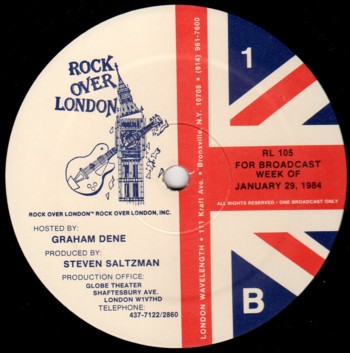 ROCK
OVER
LONDON
ROCK OVER LONDON™ ROCK OVER LONDON, INC.
HOSTED BY:
GRAHAM DENE
PRODUCED BY:
STEVEN SALTZMAN
PRODUCTION OFFICE:
GLOBE THEATER
SHAFTESBURY AVE.
LONDON W1V7HD
TELEPHONE:
437-7122/2860
LONDON WAVELENGTH • 111 Kraft Ave. • Bronxville, N.Y. 10708 • (914) 961-7600
1
RL 105
FOR BROADCAST
WEEK OF
JANUARY 29, 1984
ALL RIGHTS RESERVED / ONE BROADCAST ONLY
B